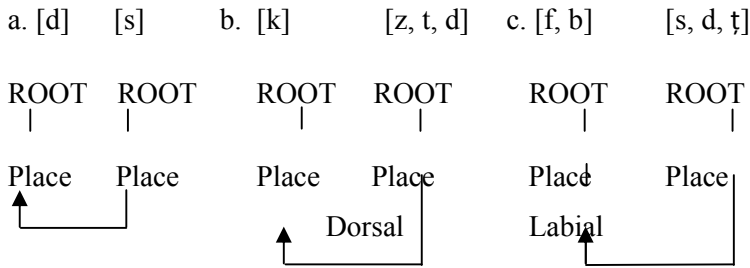 a. [d] [s] b. [k] [z, t, d] c. [f, b] [s, d, ṭ]
ROOT ROOT ROOT ROOT ROOT ROOT
Place Place Place Place Place Place
Dorsal Labial